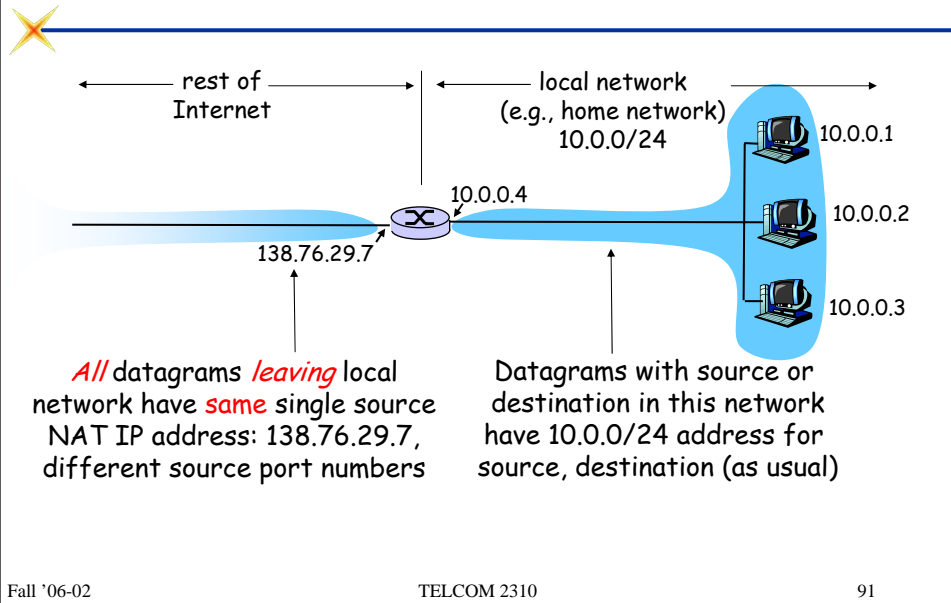 rest of
Internet
local network
(e.g., home network)
10.0.0/24
10.0.0.1
10.0.0.4
10.0.0.2
138.76.29.7
10.0.0.3
All datagrams leaving local
network have same single source
NAT IP address: 138.76.29.7,
different source port numbers
Datagrams with source or
destination in this network
have 10.0.0/24 address for
source, destination (as usual)
Fall ’06-02
TELCOM 2310
91